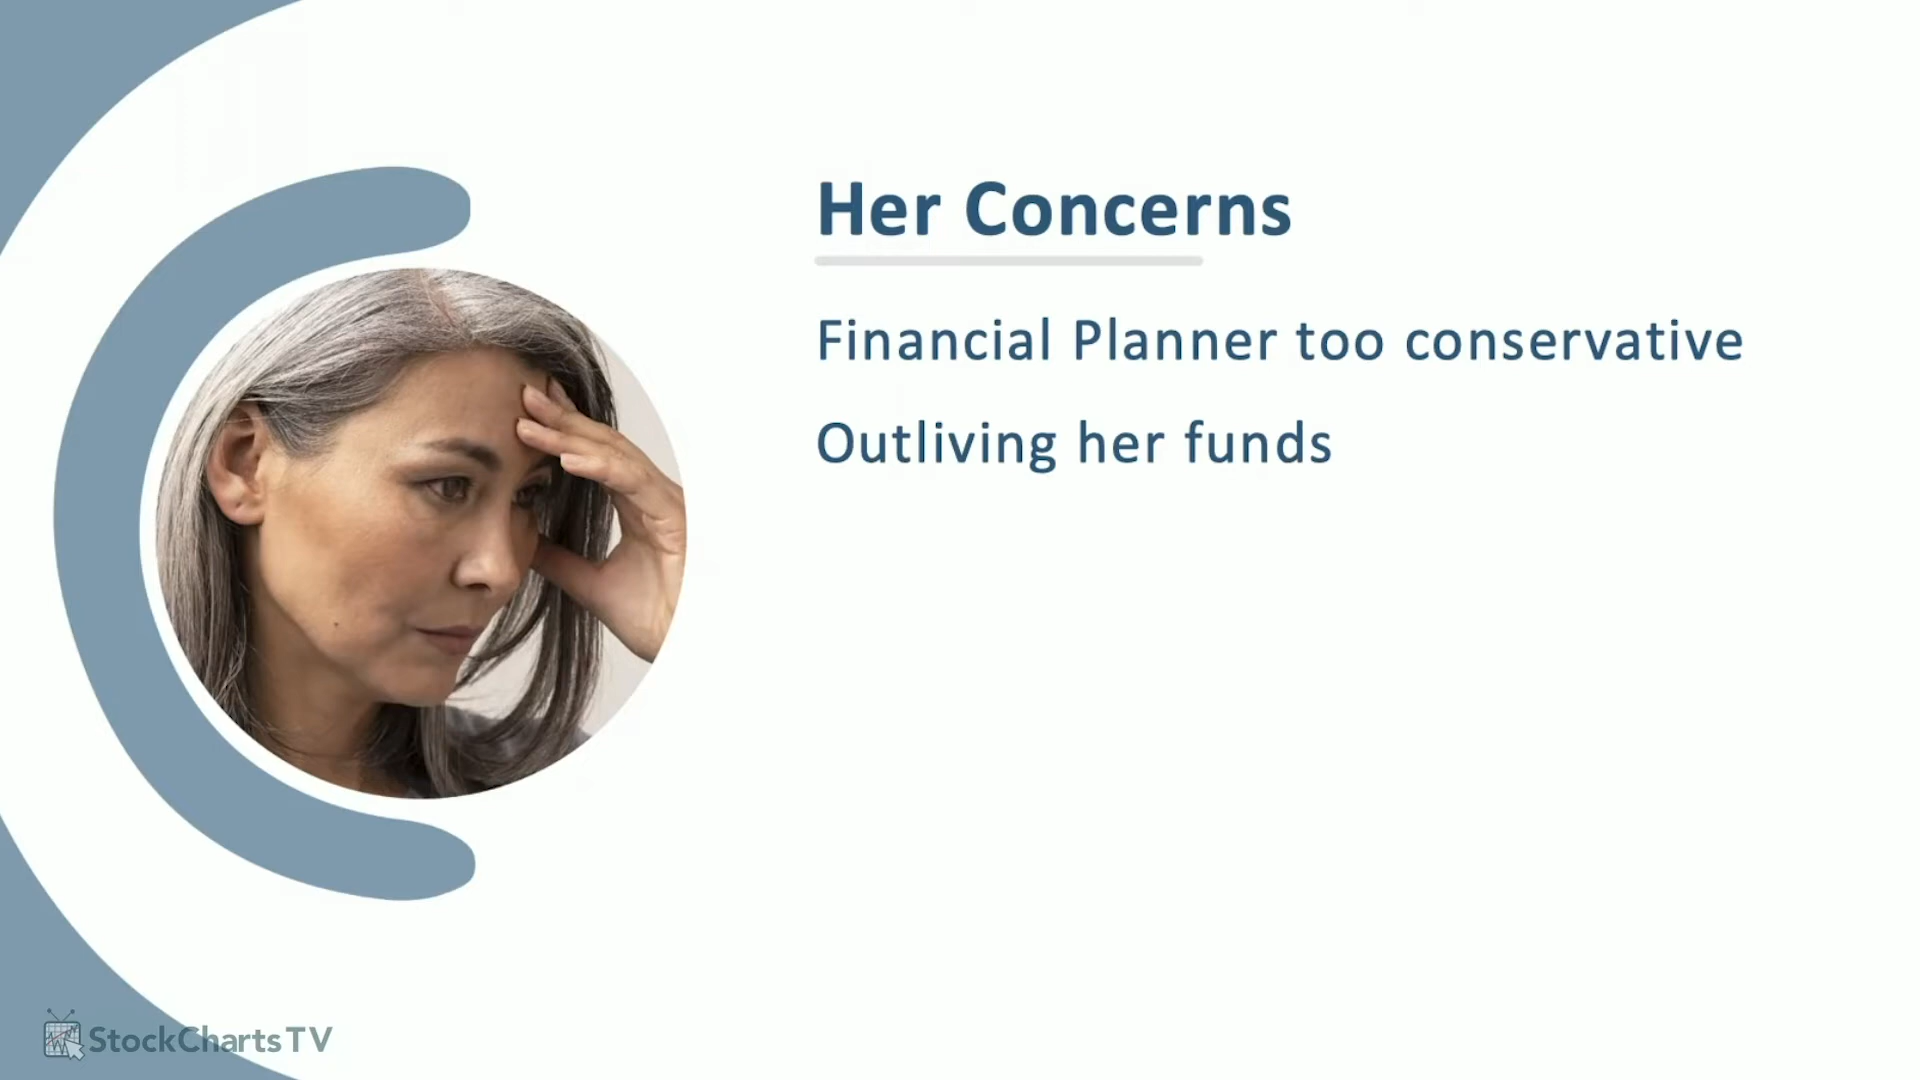 Her Concerns
Financial Planner too conservative
Outliving her funds
StockChartsTV